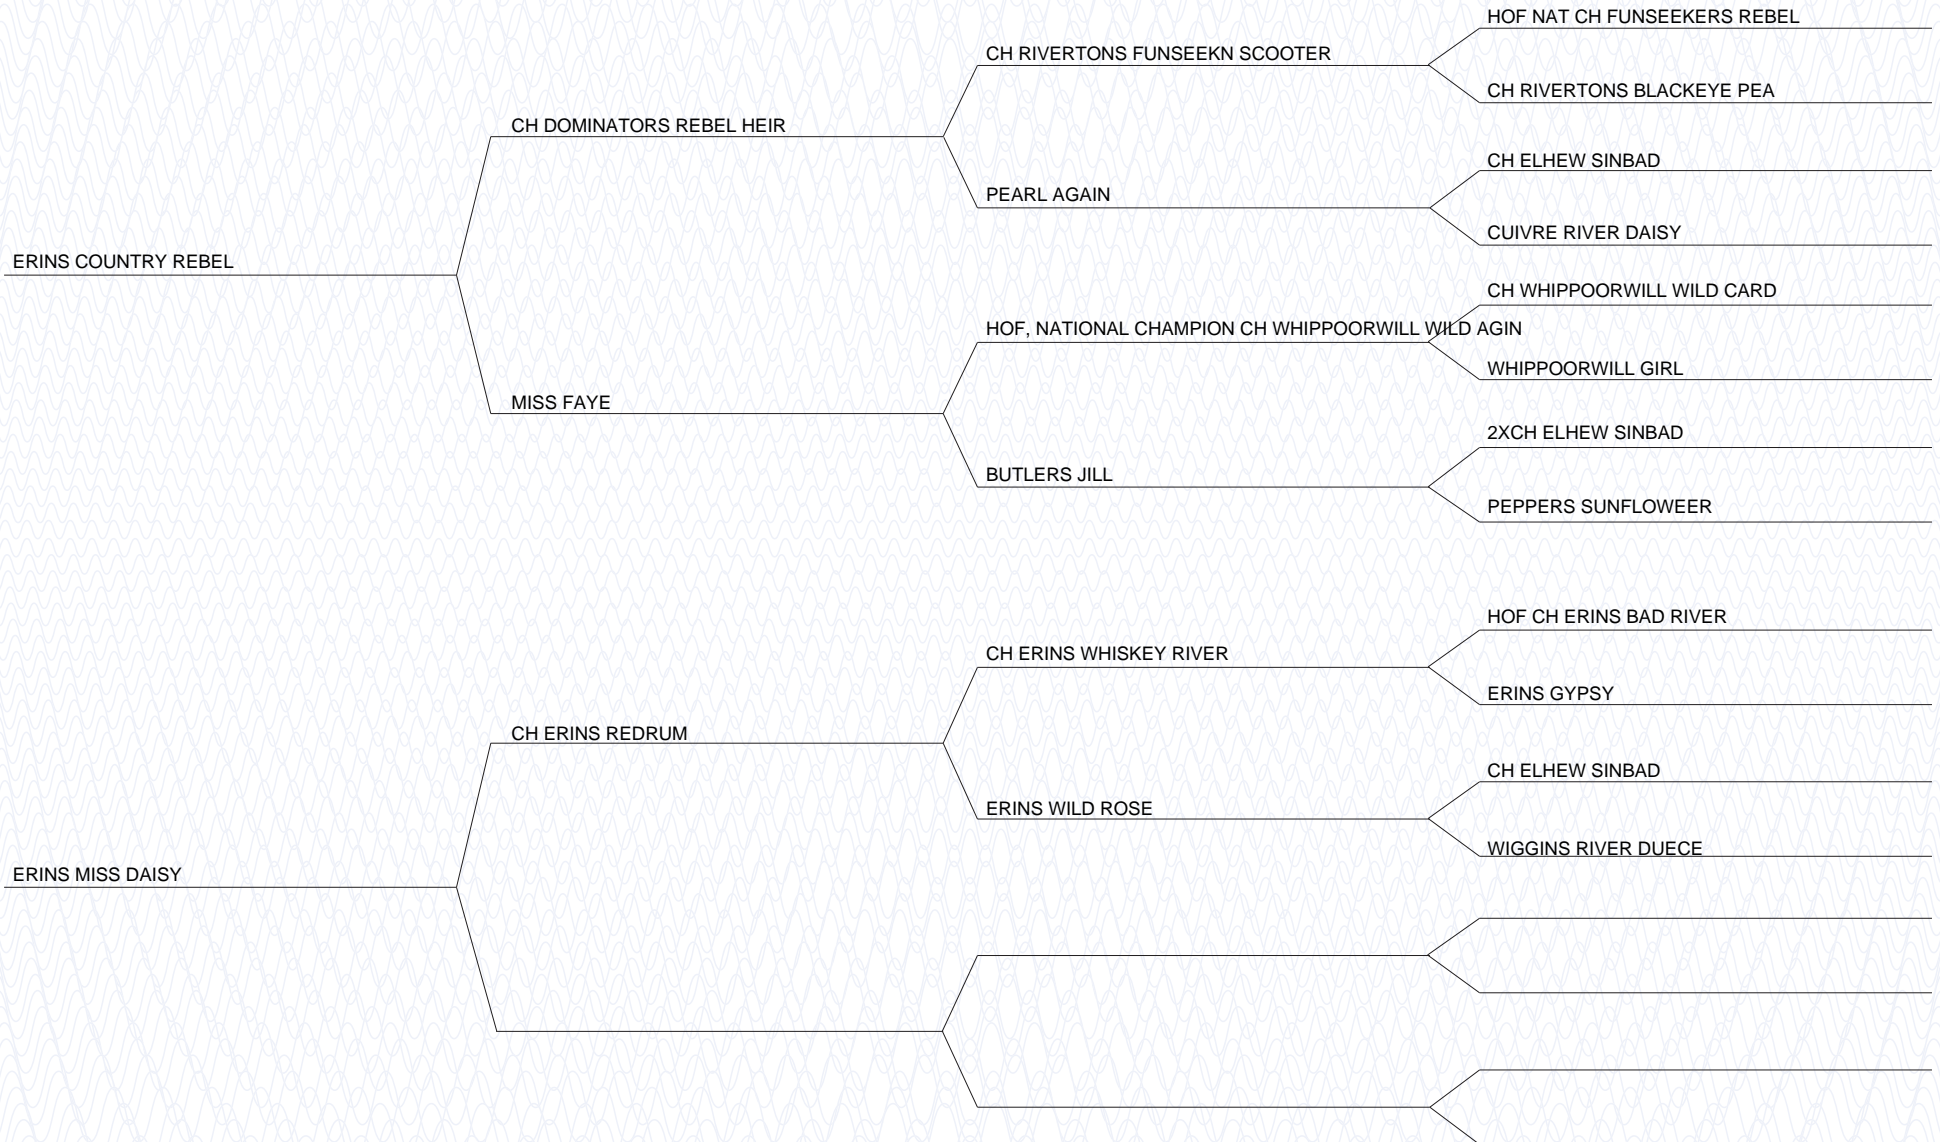 HOF NAT CH FUNSEEKERS REBEL
CH RIVERTONS FUNSEEKN SCOOTER
CH RIVERTONS BLACKEYE PEA
CH DOMINATORS REBEL HEIR
CH ELHEW SINBAD
PEARL AGAIN
CUIVRE RIVER DAISY
ERINS COUNTRY REBEL
CH WHIPPOORWILL WILD CARD
HOF, NATIONAL CHAMPION CH WHIPPOORWILL WILD AGIN
WHIPPOORWILL GIRL
MISS FAYE
2XCH ELHEW SINBAD
BUTLERS JILL
PEPPERS SUNFLOWEER
HOF CH ERINS BAD RIVER
CH ERINS WHISKEY RIVER
ERINS GYPSY
CH ERINS REDRUM
CH ELHEW SINBAD
ERINS WILD ROSE
WIGGINS RIVER DUECE
ERINS MISS DAISY